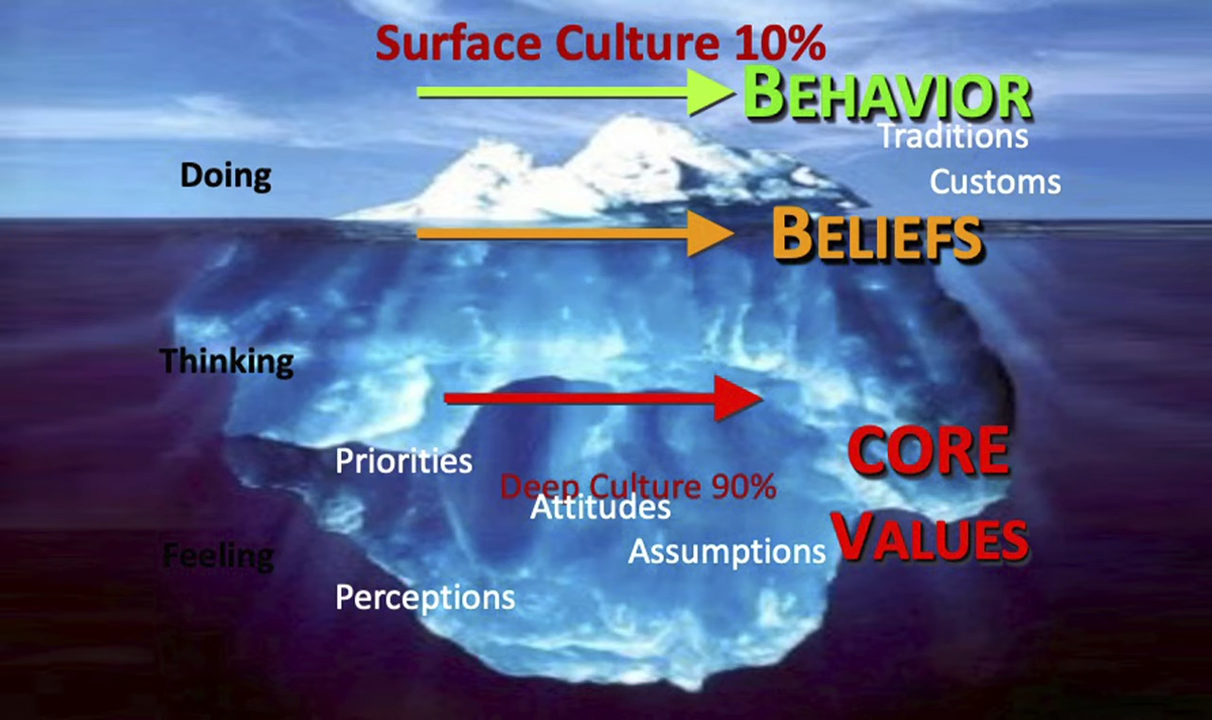 Surface Culture 10%
BEHAVIOR
Traditions
Doing
Customs
BELIEFS
Thinking
CORE
VALUES
Priorities
Deep Culture 90%
Attitudes
Assumptions
Feeling
Perceptions